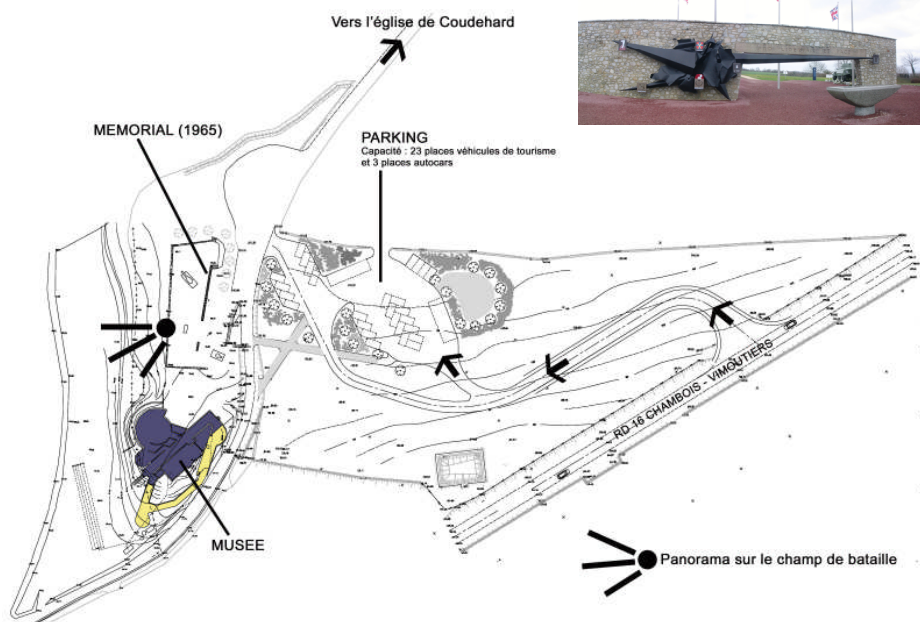 Vers l'église de Coudehard
MEMORIAL (1965)
PARKING
Capacité : 23 places véhicules de tourisme
et 3 places autocars
RD 16 CHAMBOIS - VIMOUTIERS
MUSEE
Panorama sur le champ de bataille